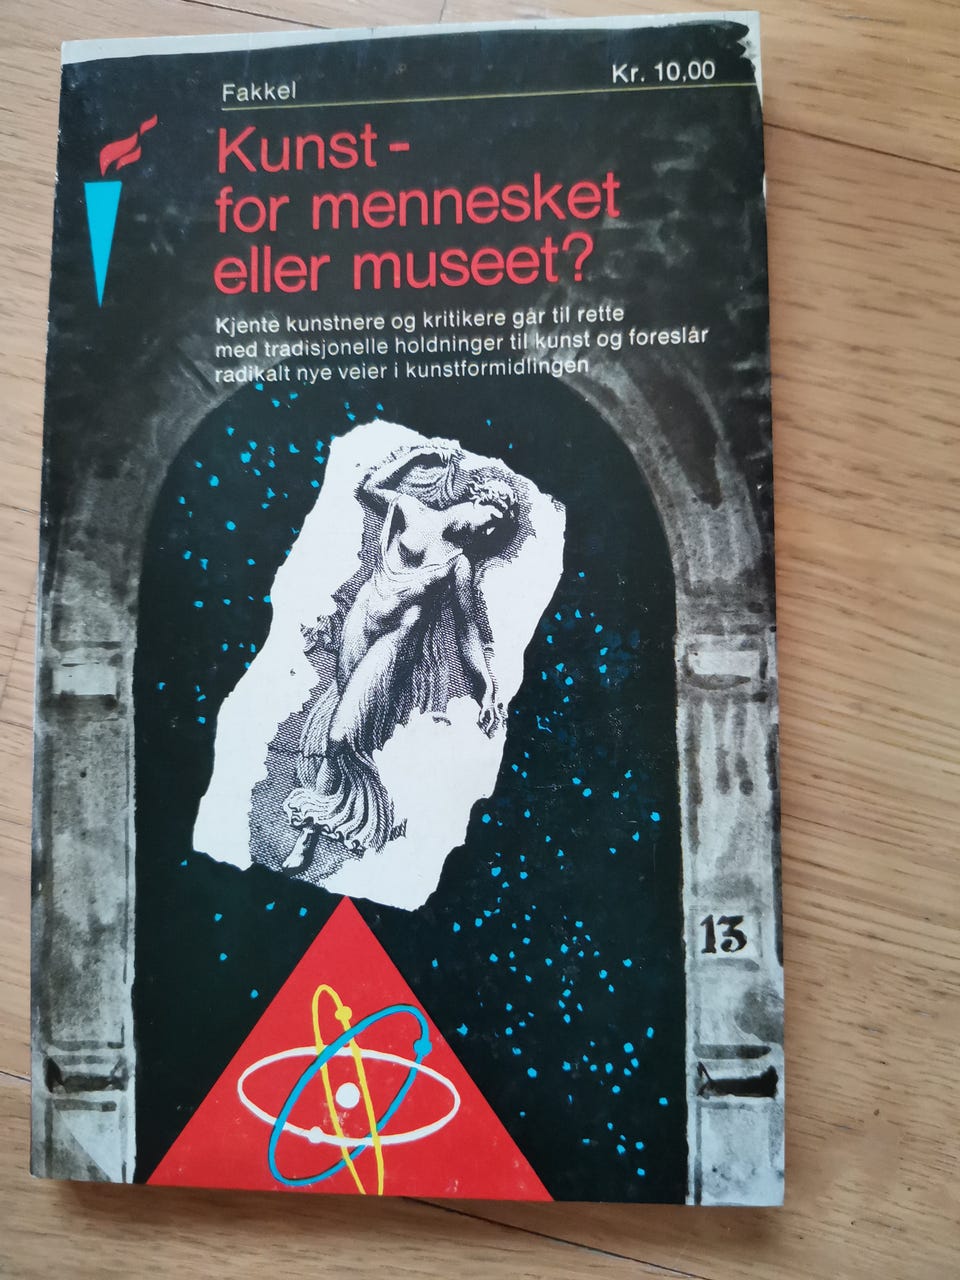 Fakkel
Kr. 10,00
Kunst-
for mennesket
eller museet?
Kjente kunstnere og kritikere går til rette
med tradisjonelle holdninger til kunst og foreslår
radikalt nye veier i kunstformidlingen
13